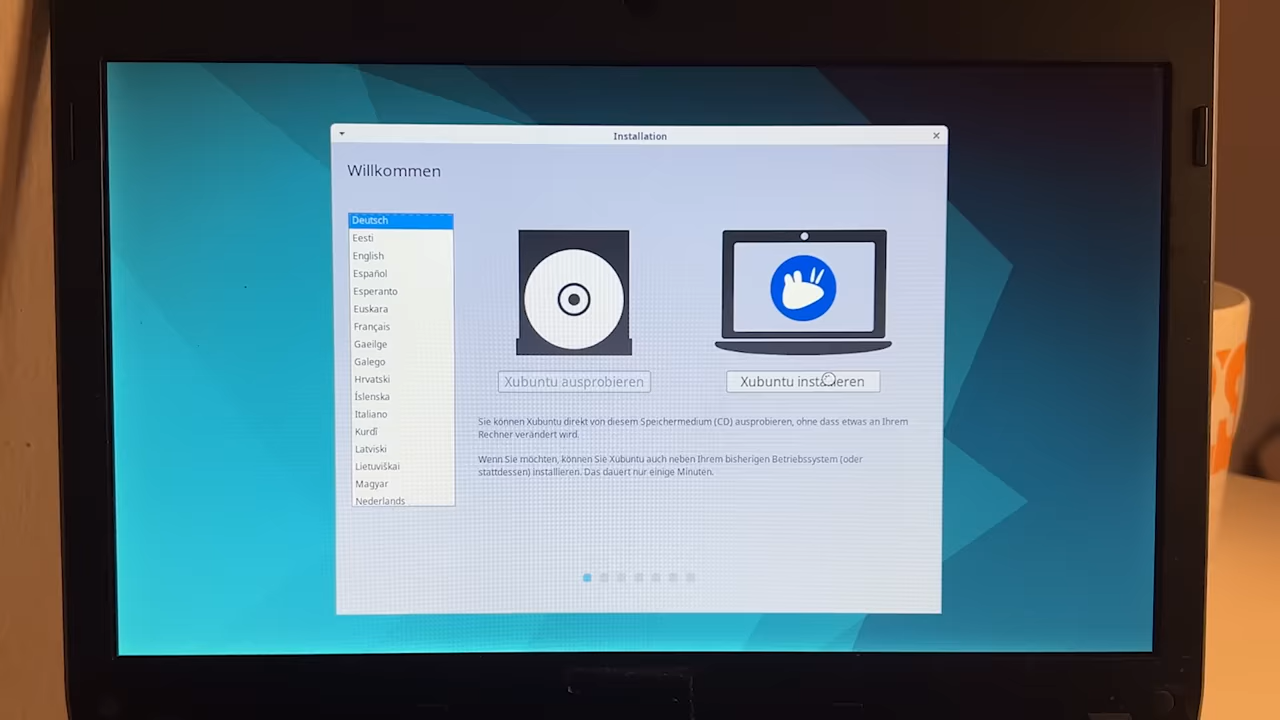 Installation
Willkommen
Deutsch
Eesti
English
Español
Esperanto
Euskara
Français
Gaeilge
Galego
Hrvatski
Íslenska
Italiano
Kurdî
Latviski
Lietuviškai
Magyar
Nederlands
Xubuntu ausprobieren
Xubuntu installieren
Sie können Xubuntu direkt von diesem Speichermedium (CD) ausprobieren, ohne dass etwas an Ihrem
Rechner verändert wird.
Wenn Sie möchten, können Sie Xubuntu auch neben Ihrem bisherigen Betriebssystem (oder
stattdessen) installieren. Das dauert nur einige Minuten.